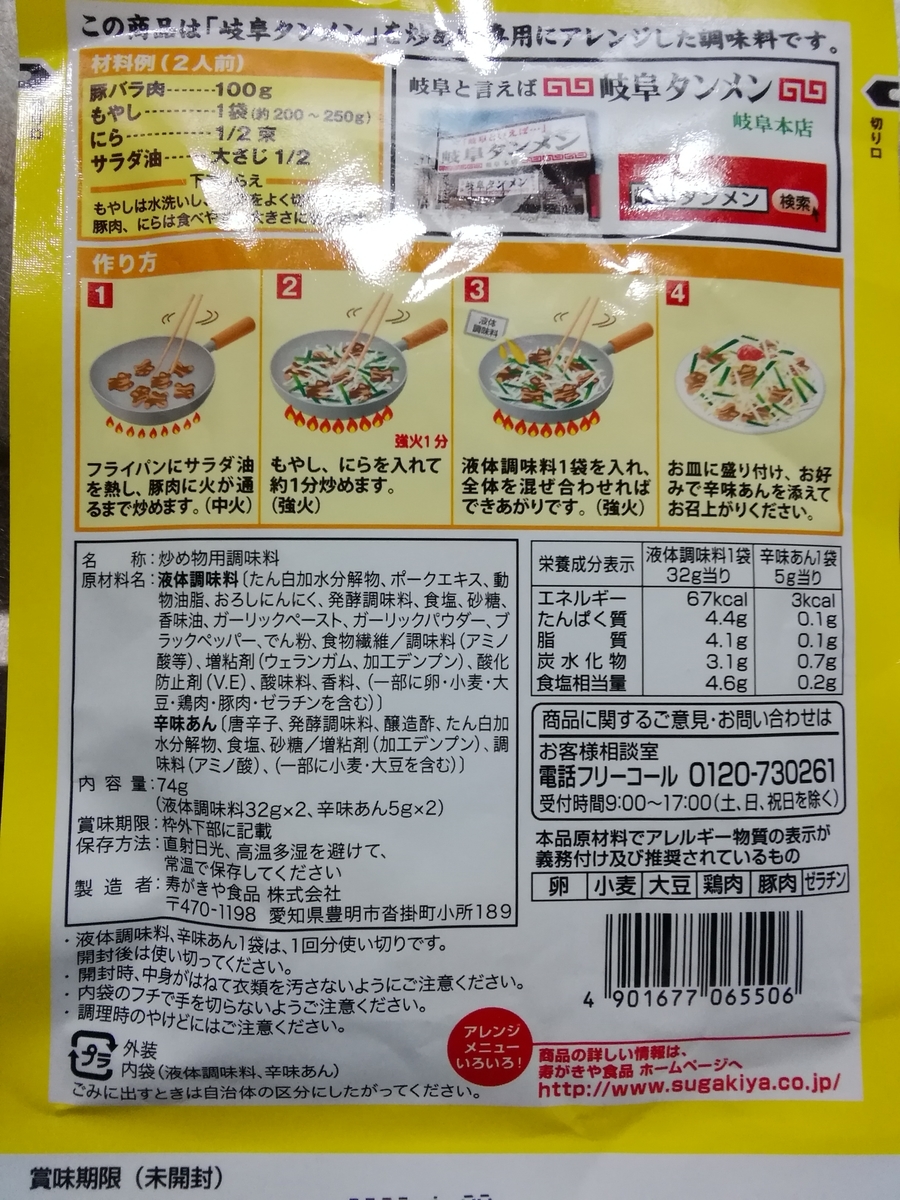 この商品は「岐阜タンメン」を炒め 専用にアレンジした調味料です。
材料例(2人前)
豚バラ肉……100g
もやし……1袋(約200～250g)
にら……1/2束
サラダ油……大さじ1/2
もやしは水洗いし、 をよく切
豚肉、にらは食べや 大きさに
岐阜と言えば 岐阜タンメン
岐阜本店
岐阜タンメン
岐阜タンメン
タンメン 検索
切り口
作り方
1
フライパンにサラダ油
を熱し、豚肉に火が通
るまで炒めます。(中火)
2
強火1分
もやし、にらを入れて
約1分炒めます。
(強火)
3
液体
調味料
液体調味料1袋を入れ、
全体を混ぜ合わせれば
できあがりです。(強火)
4
お皿に盛り付け、お好
みで辛味あんを添えて
お召上がりください。
名 称:炒め物用調味料
原材料名:液体調味料〔たん白加水分解物、ポークエキス、動
物油脂、おろしにんにく、発酵調味料、食塩、砂糖、
香味油、ガーリックペースト、ガーリックパウダー、ブ
ラックペッパー、でん粉、食物繊維／調味料(アミノ
酸等)、増粘剤(ウェランガム、加工デンプン)、酸化
防止剤(V.E)、酸味料、香料、(一部に卵・小麦・大
豆・鶏肉・豚肉・ゼラチンを含む)〕
辛味あん〔唐辛子、発酵調味料、醸造酢、たん白加
水分解物、食塩、砂糖／増粘剤(加工デンプン)、調
味料(アミノ酸)、(一部に小麦・大豆を含む)〕
内容量:74g
(液体調味料32g×2、辛味あん5g×2)
賞味期限:枠外下部に記載
保存方法:直射日光、高温多湿を避けて、
常温で保存してください
製造者:寿がきや食品 株式会社
〒470-1198 愛知県豊明市沓掛町小所189
栄養成分表示 液体調味料1袋 32g当り 辛味あん1袋 5g当り
エネルギー 67kcal 3kcal
たんぱく質 4.4g 0.1g
脂質 4.1g 0.1g
炭水化物 3.1g 0.7g
食塩相当量 4.6g 0.2g
商品に関するご意見・お問い合わせは
お客様相談室
電話フリーコール 0120-730261
受付時間9:00～17:00(土、日、祝日を除く)
本品原材料でアレルギー物質の表示が
義務付け及び推奨されているもの
卵 小麦 大豆 鶏肉 豚肉 ゼラチン
・液体調味料、辛味あん1袋は、1回分使い切りです。
開封後は使い切ってください。
・開封時、中身がはねて衣類を汚さないようにご注意ください。
・内袋のフチで手を切らないようご注意ください。
・調理時のやけどにはご注意ください。
4 901677 065506
プラ
外装
内袋(液体調味料、辛味あん)
ごみに出すときは自治体の区分にしたがってください。
アレンジ
メニュー
いろいろ!
商品の詳しい情報は、
寿がきや食品 ホームページへ
http://www.sugakiya.co.jp/
賞味期限(未開封)